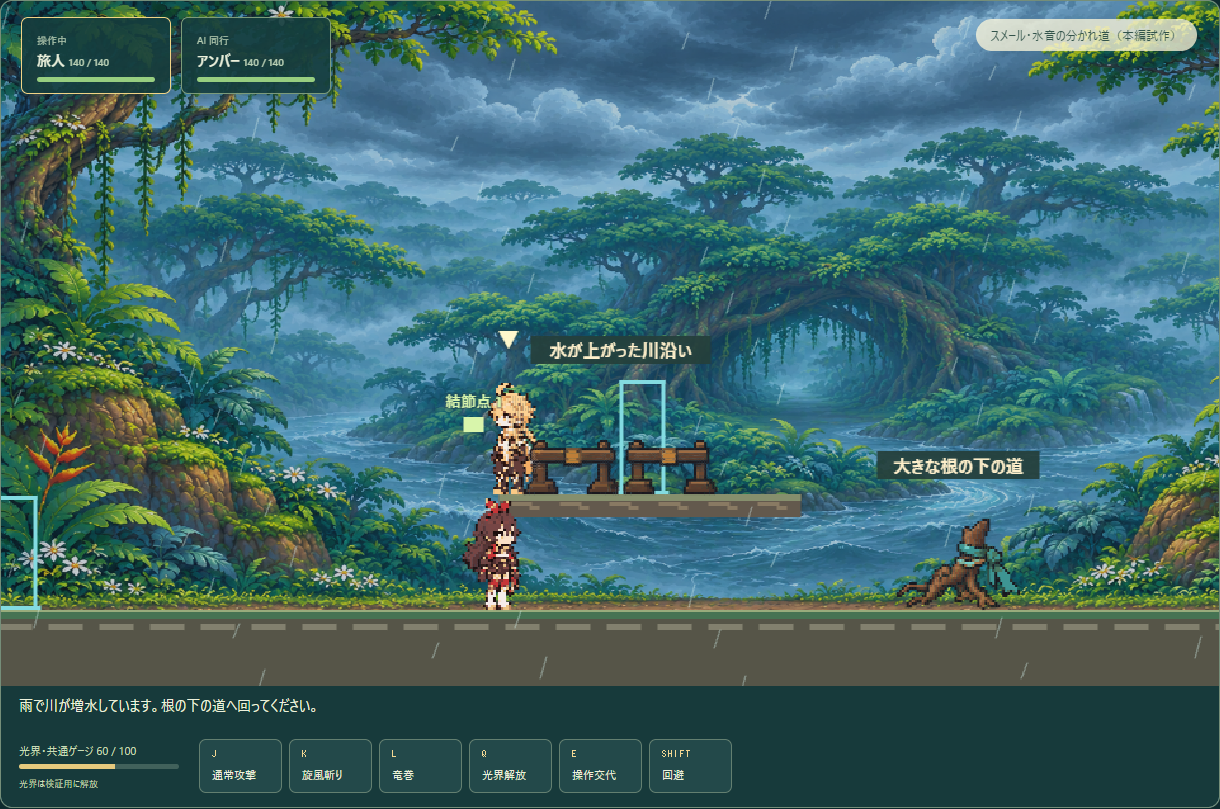 操作中
旅人 140 / 140
AI 同行
アンバー 140 / 140
スメール・水音の分かれ道（本編試作）
水が上がった川沿い
結節点
大きな根の下の道
雨で川が増水しています。根の下の道へ回ってください。
光界・共通ゲージ 60 / 100
光界は検証用に解放
J
通常攻撃
K
旋風斬り
L
竜巻
Q
光界解放
E
操作交代
SHIFT
回避